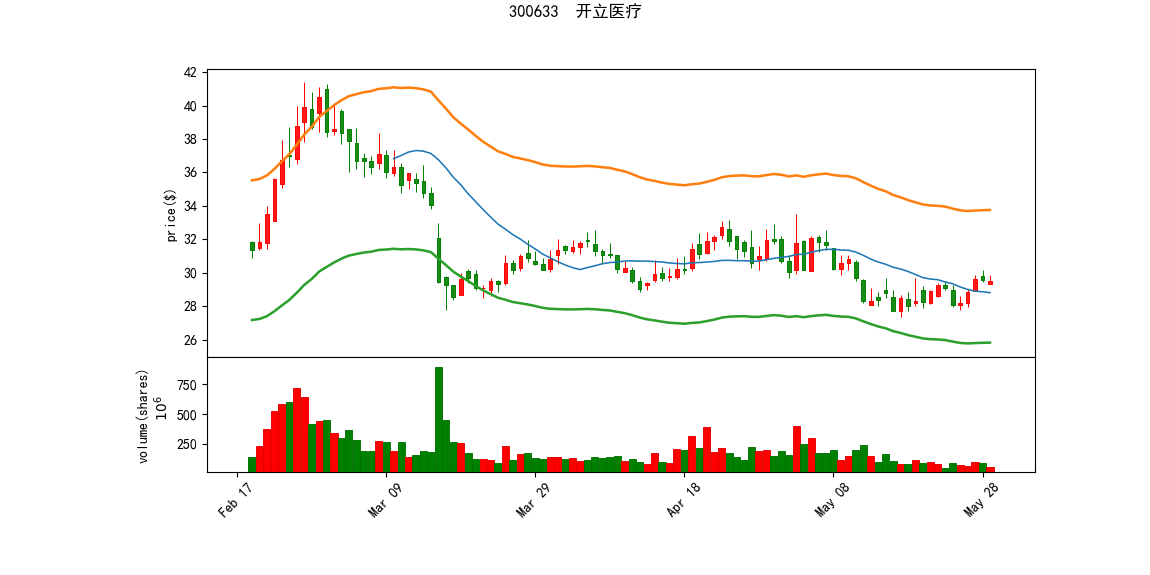 300633  开立医疗
price($)
42
40
38
36
34
32
30
28
26
volume(shares)
10^6
750
500
250
Feb 17
Mar 09
Mar 29
Apr 18
May 08
May 28